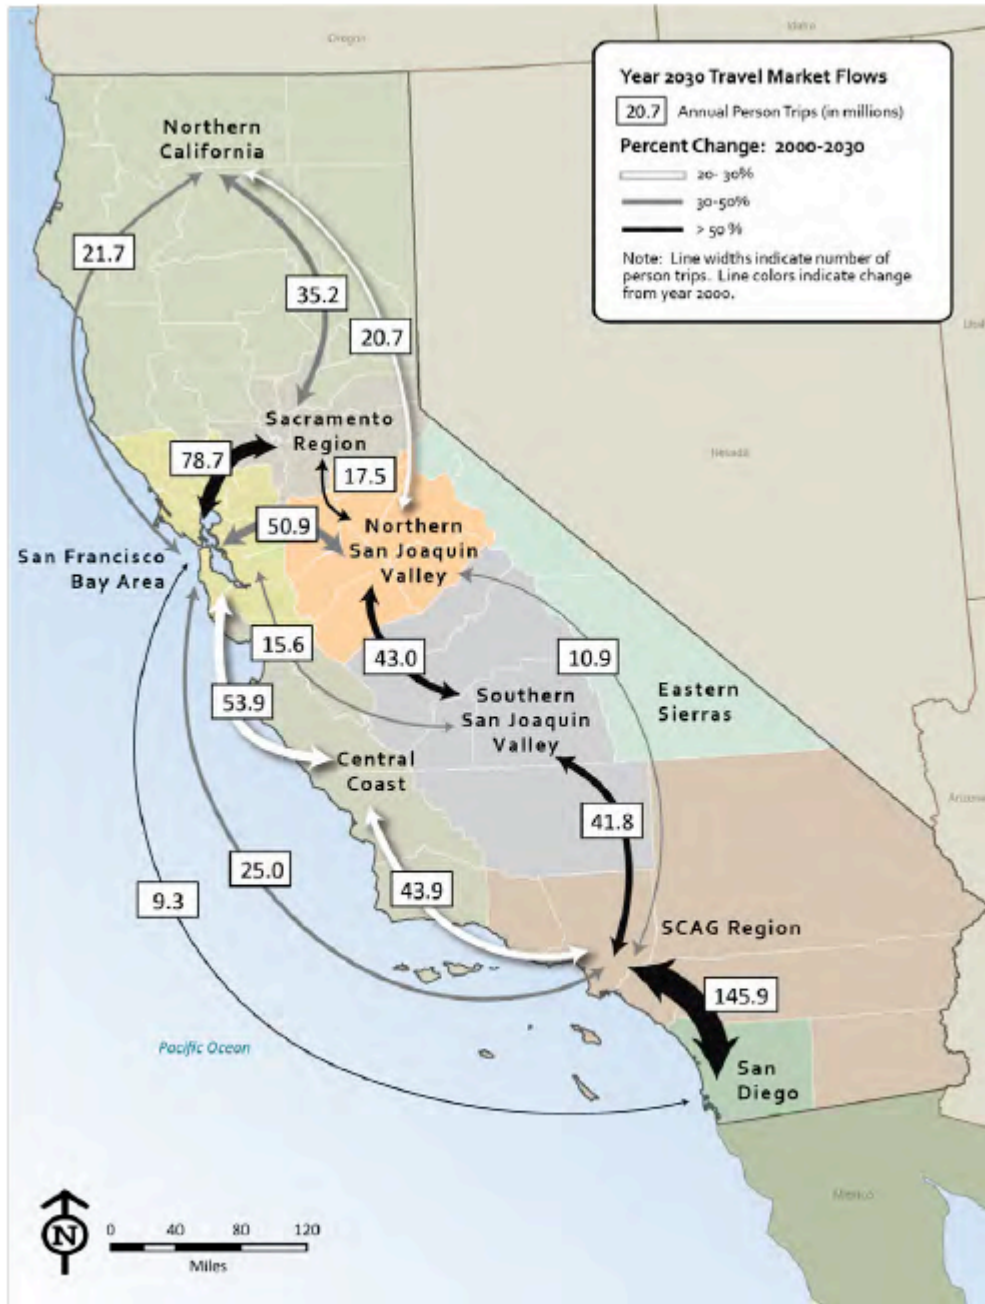 Oregon
Idaho
Year 2030 Travel Market Flows
20.7 Annual Person Trips (in millions)
Percent Change: 2000-2030
20- 30%
30-50%
> 50 %
Note: Line widths indicate number of
person trips. Line colors indicate change
from year 2000.
Northern
California
21.7
35.2
20.7
Sacramento
Region
78.7
17.5
Nevada
50.9
Northern
San Joaquin
Valley
San Francisco
Bay Area
15.6
43.0
10.9
53.9
Southern
San Joaquin
Valley
Eastern
Sierras
Central
Coast
Arizona
41.8
25.0
43.9
9.3
SCAG Region
145.9
Pacific Ocean
San
Diego
Mexico
N
0 40 80 120
Miles